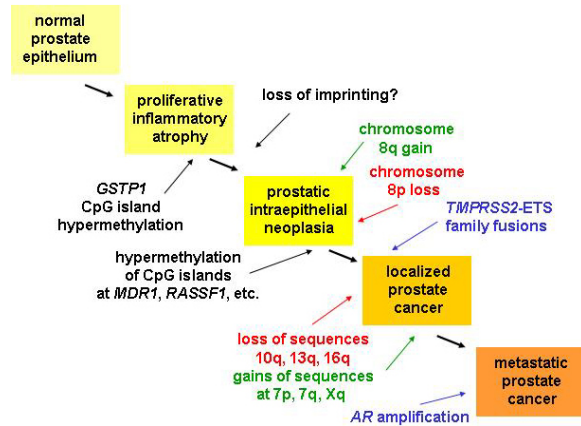 normal
prostate
epithelium
proliferative
inflammatory
atrophy
loss of imprinting?
chromosome
8q gain
GSTP1
CpG island
hypermethylation
prostatic
intraepithelial
neoplasia
chromosome
8p loss
TMPRSS2-ETS
family fusions
hypermethylation
of CpG islands
at MDR1, RASSF1, etc.
localized
prostate
cancer
loss of sequences
10q, 13q, 16q
gains of sequences
at 7p, 7q, Xq
metastatic
prostate
cancer
AR amplification